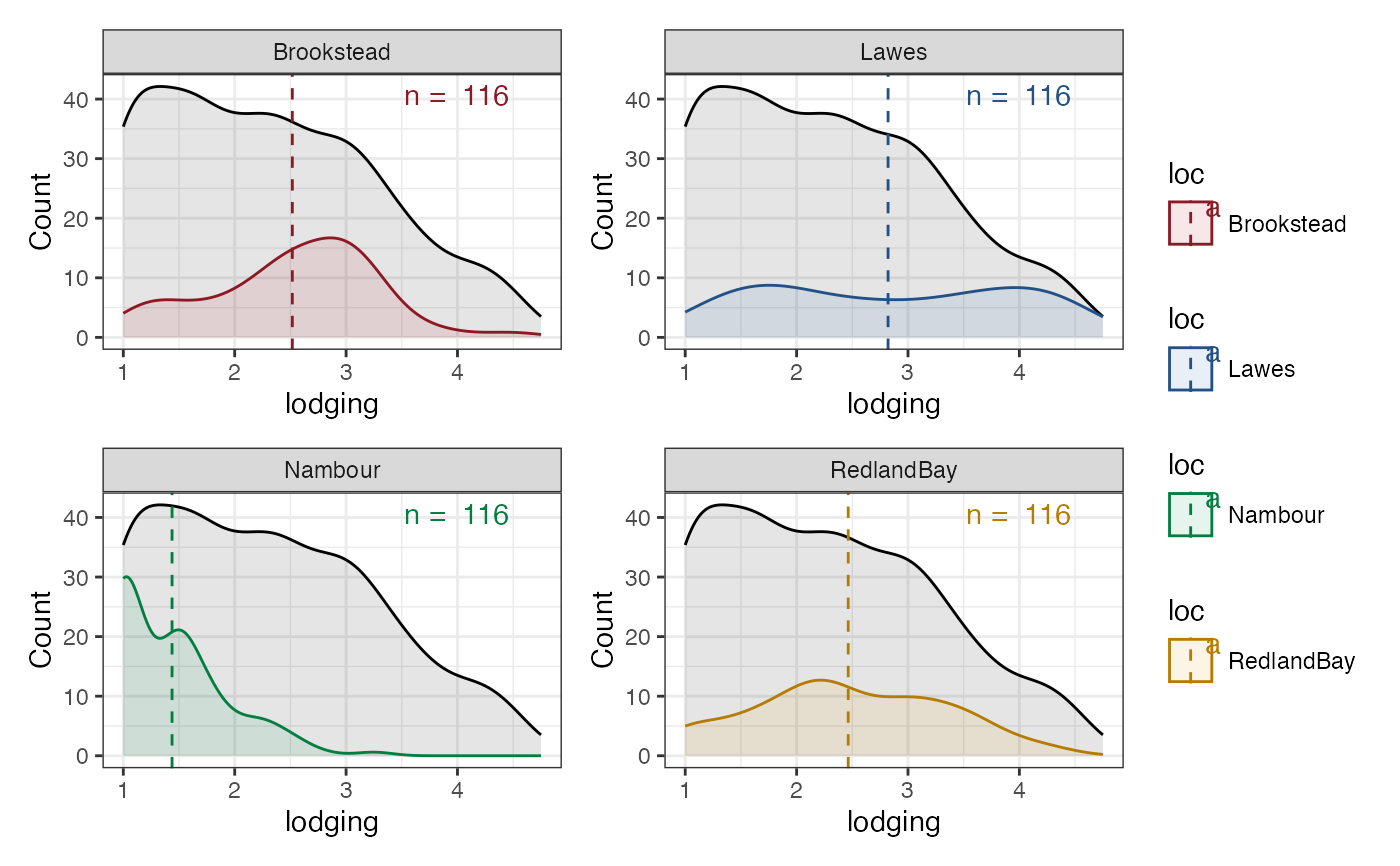 Brookstead
n = 116
40
30
20
10
0
Count
1 2 3 4
lodging
Lawes
n = 116
40
30
20
10
0
Count
1 2 3 4
lodging
Nambour
n = 116
40
30
20
10
0
Count
1 2 3 4
lodging
RedlandBay
n = 116
40
30
20
10
0
Count
1 2 3 4
lodging
loc
a Brookstead
loc
a Lawes
loc
a Nambour
loc
a RedlandBay